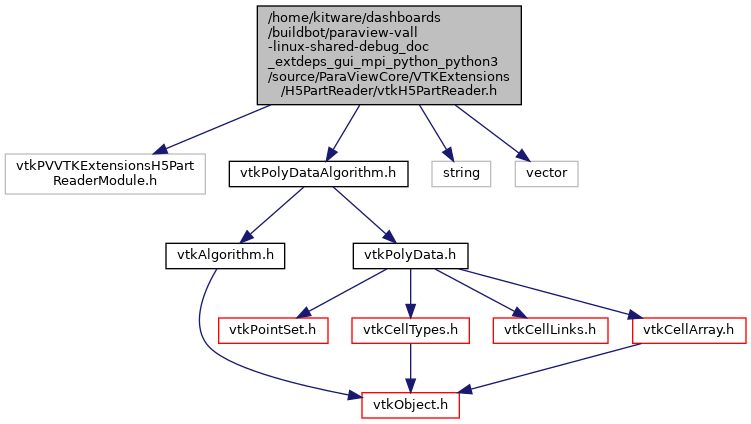 /home/kitware/dashboards
/buildbot/paraview-vall
-linux-shared-debug_doc
_extdeps_gui_mpi_python_python3
/source/ParaViewCore/VTKExtensions
/H5PartReader/vtkH5PartReader.h
vtkPVVTKExtensionsH5Part
ReaderModule.h
vtkPolyDataAlgorithm.h
string
vector
vtkAlgorithm.h
vtkPolyData.h
vtkPointSet.h
vtkCellTypes.h
vtkCellLinks.h
vtkCellArray.h
vtkObject.h